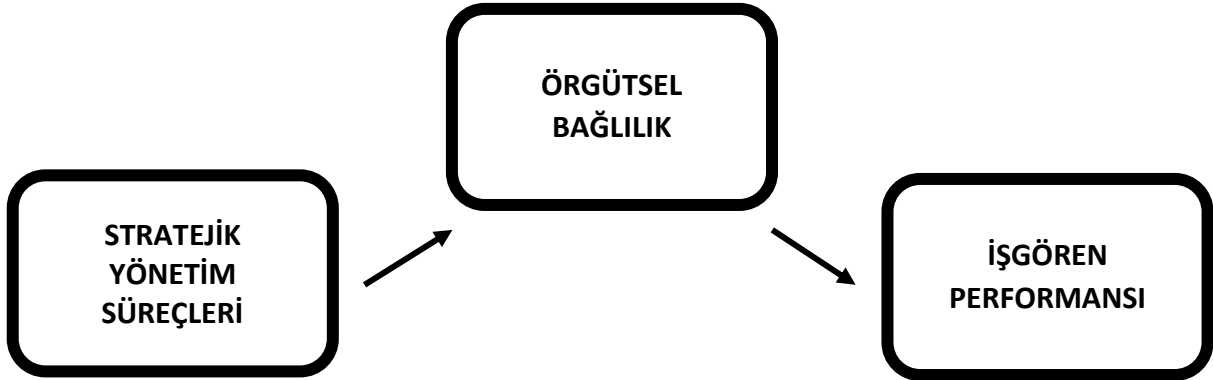 ÖRGÜTSEL
BAĞLILIK
STRATEJİK
YÖNETİM
SÜREÇLERİ
İŞGÖREN
PERFORMANSI